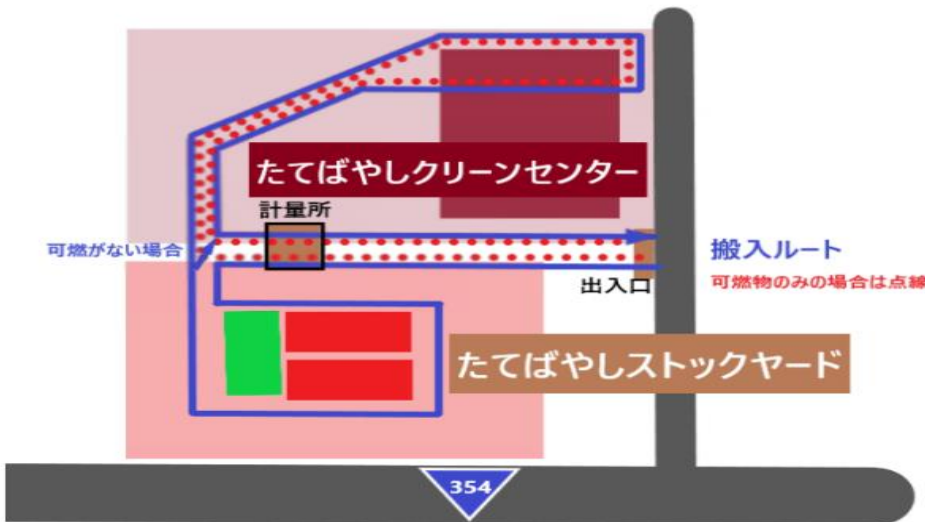 たてばやしクリーンセンター
計量所
可燃がない場合
搬入ルート
出入口
可燃物のみの場合は点線
たてばやしストックヤード
354